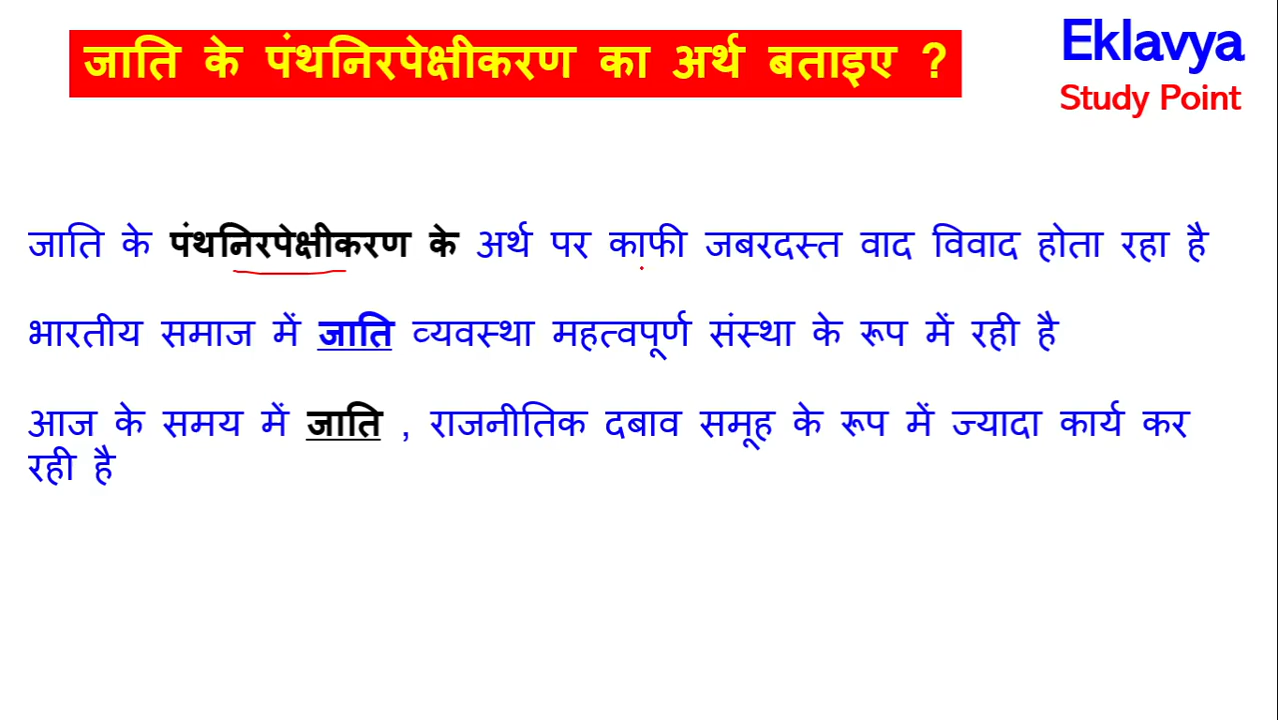 जाति के पंथनिरपेक्षीकरण का अर्थ बताइए ?
Eklavya
Study Point
जाति के पंथनिरपेक्षीकरण के अर्थ पर काफी जबरदस्त वाद विवाद होता रहा है
भारतीय समाज में जाति व्यवस्था महत्वपूर्ण संस्था के रूप में रही है
आज के समय में जाति , राजनीतिक दबाव समूह के रूप में ज्यादा कार्य कर
रही है